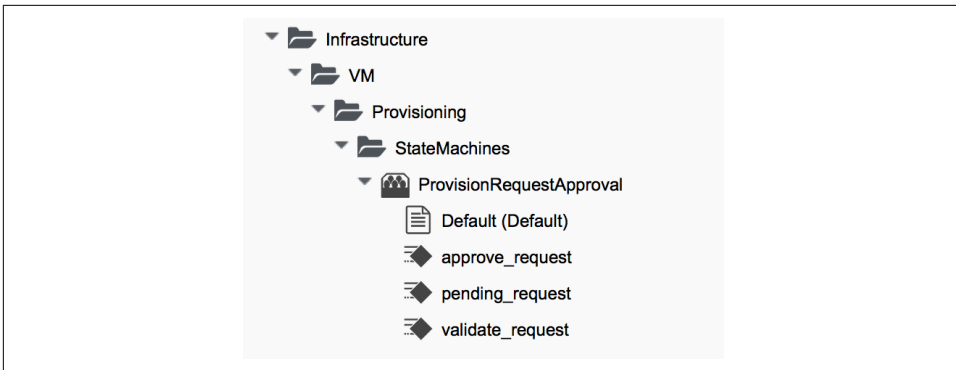 Infrastructure
VM
Provisioning
StateMachines
ProvisionRequestApproval
Default (Default)
approve_request
pending_request
validate_request